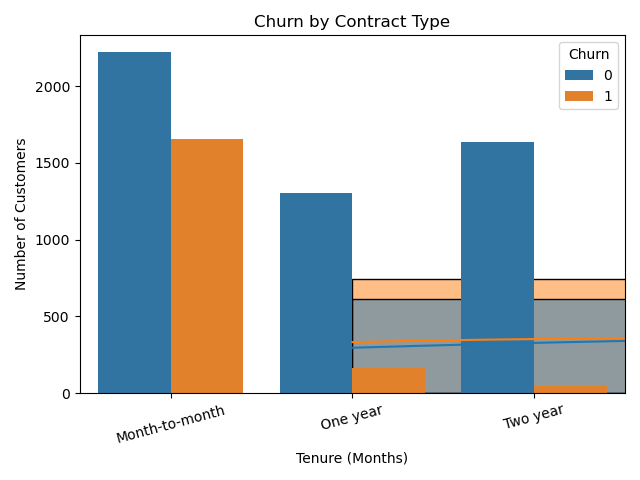 Churn by Contract Type
Churn
0
1
Number of Customers
2000
1500
1000
500
0
Month-to-month
One year
Two year
Tenure (Months)